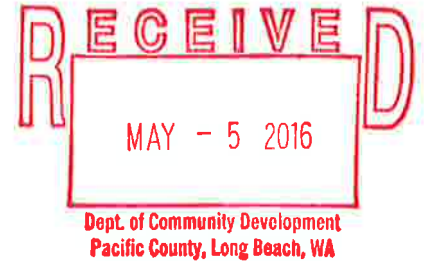 RECEIVED
MAY - 5 2016
Dept. of Community Development
Pacific County, Long Beach, WA